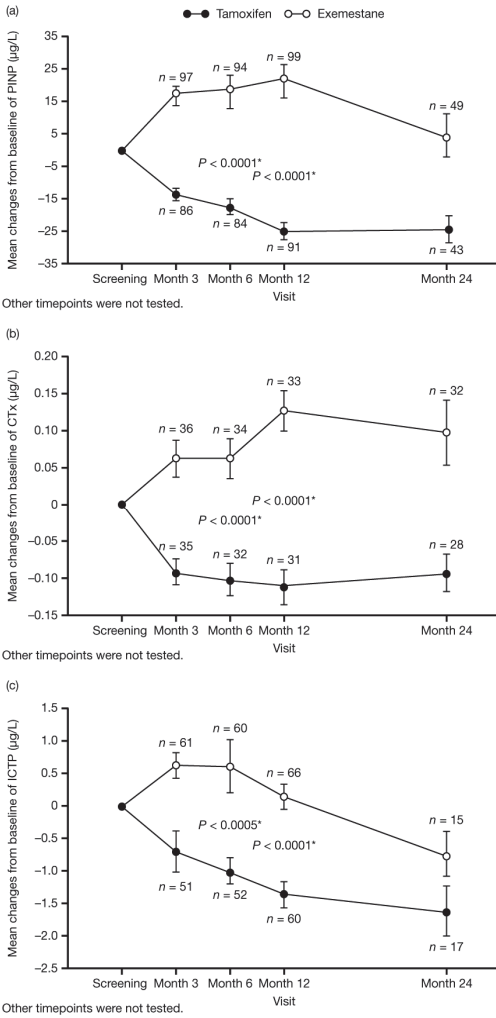 (a)
Tamoxifen Exemestane
Mean changes from baseline of PINP (μg/L)
35
25
15
5
–5
–15
–25
–35
n = 97
n = 94
n = 99
n = 49
P < 0.0001*
P < 0.0001*
n = 86
n = 84
n = 91
n = 43
Screening Month 3 Month 6 Month 12 Month 24
Visit
Other timepoints were not tested.
(b)
Mean changes from baseline of CTx (μg/L)
0.20
0.15
0.10
0.05
0
–0.05
–0.10
–0.15
n = 36
n = 34
n = 33
n = 32
P < 0.0001*
P < 0.0001*
n = 35
n = 32
n = 31
n = 28
Screening Month 3 Month 6 Month 12 Month 24
Visit
Other timepoints were not tested.
(c)
Mean changes from baseline of ICTP (μg/L)
1.5
1.0
0.5
0
–0.5
–1.0
–1.5
–2.0
–2.5
n = 61
n = 60
n = 66
n = 15
P < 0.0005*
P < 0.0001*
n = 51
n = 52
n = 60
n = 17
Screening Month 3 Month 6 Month 12 Month 24
Visit
Other timepoints were not tested.